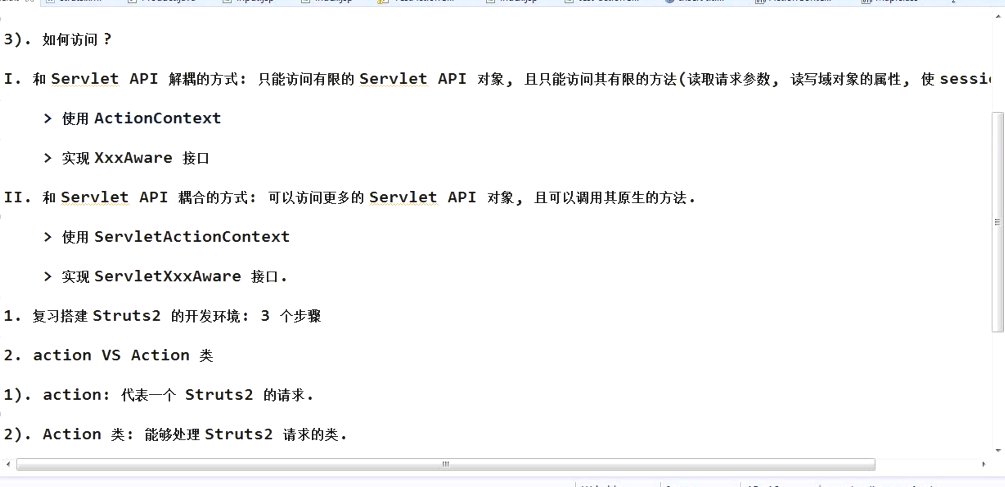 3). 如何访问 ?
I. 和 Servlet API 解耦的方式: 只能访问有限的 Servlet API 对象, 且只能访问其有限的方法(读取请求参数, 读写域对象的属性, 使
> 使用 ActionContext
> 实现 XxxAware 接口
II. 和 Servlet API 耦合的方式: 可以访问更多的 Servlet API 对象, 且可以调用其原生的方法.
> 使用 ServletActionContext
> 实现 ServletXxxAware 接口.
1. 复习搭建 Struts2 的开发环境: 3 个步骤
2. action VS Action 类
1). action: 代表一个 Struts2 的请求.
2). Action 类: 能够处理 Struts2 请求的类.